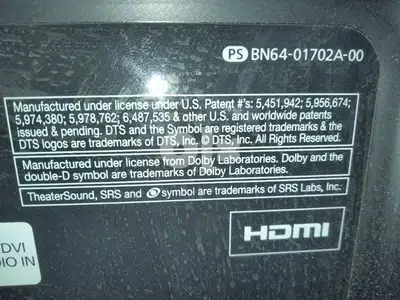 PS BN64-01702A-00
Manufactured under license under U.S. Patent #'s: 5,451,942; 5,956,674;
5,974,380; 5,978,762; 6,487,535 & other U.S. and worldwide patents
issued & pending. DTS and the Symbol are registered trademarks &
DTS logos are trademarks of DTS, Inc. © DTS, Inc. All Rights Reserved.
Manufactured under license from Dolby Laboratories. Dolby and the
double-D symbol are trademarks of Dolby Laboratories.
TheaterSound, SRS and symbol are trademarks of SRS Labs, Inc.
HDMI
DVI
DIO IN